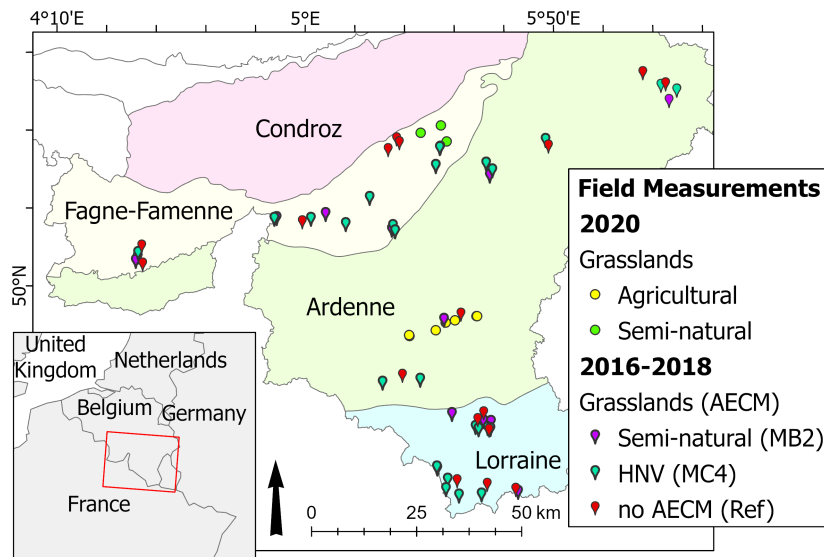 4°10'E
5°E
5°50'E
50°N
Condroz
Fagne-Famenne
Ardenne
Lorraine
Field Measurements
2020
Grasslands
Agricultural
Semi-natural
2016-2018
Grasslands (AECM)
Semi-natural (MB2)
HNV (MC4)
no AECM (Ref)
United
Kingdom
Netherlands
Belgium
Germany
France
0 25 50 km